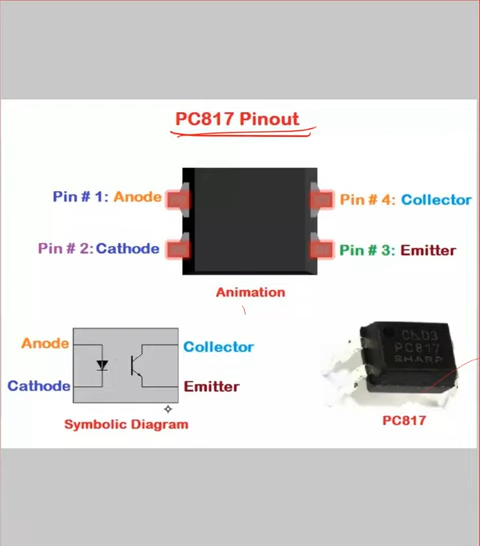 PC817 Pinout
Pin # 1: Anode
Pin # 4: Collector
Pin # 2: Cathode
Pin # 3: Emitter
Animation
Anode
Collector
Cathode
Emitter
Symbolic Diagram
PC817
SHARP
PC817